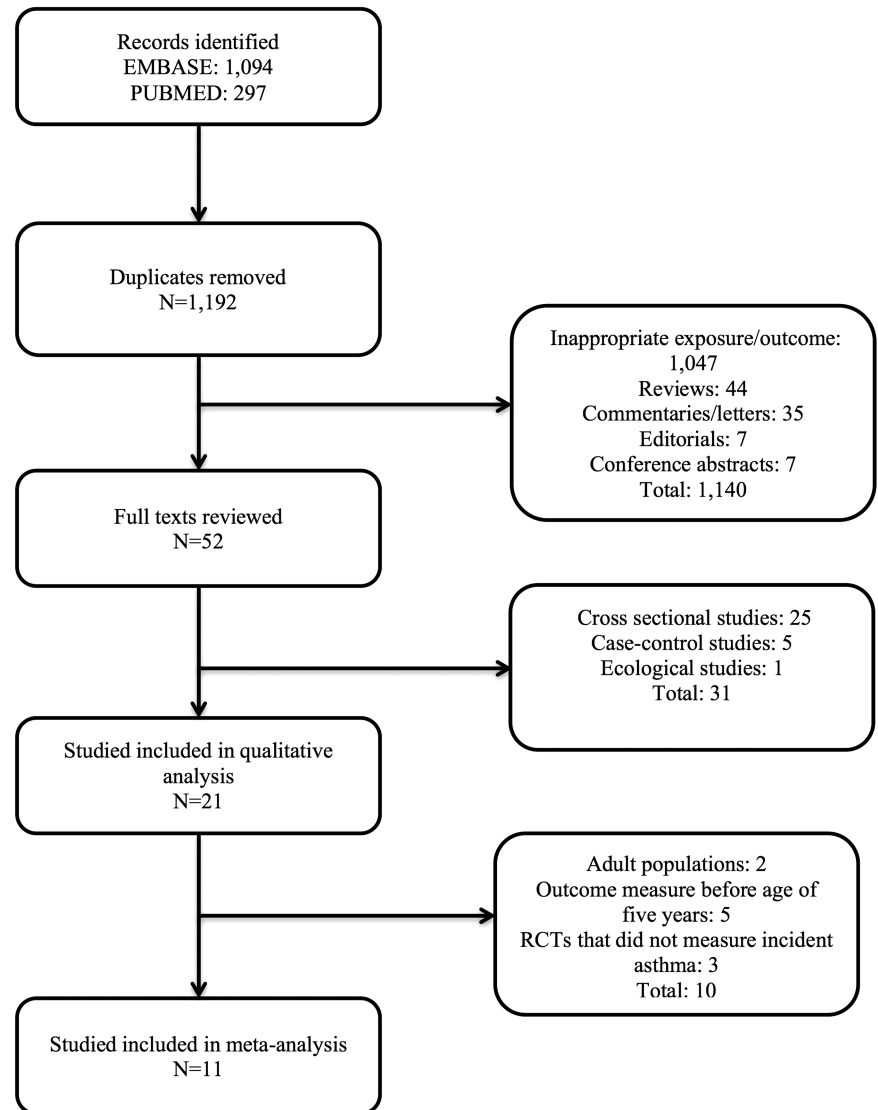 Records identified
EMBASE: 1,094
PUBMED: 297
Duplicates removed
N=1,192
Inappropriate exposure/outcome:
1,047
Reviews: 44
Commentaries/letters: 35
Editorials: 7
Conference abstracts: 7
Total: 1,140
Full texts reviewed
N=52
Cross sectional studies: 25
Case-control studies: 5
Ecological studies: 1
Total: 31
Studied included in qualitative
analysis
N=21
Adult populations: 2
Outcome measure before age of
five years: 5
RCTs that did not measure incident
asthma: 3
Total: 10
Studied included in meta-analysis
N=11